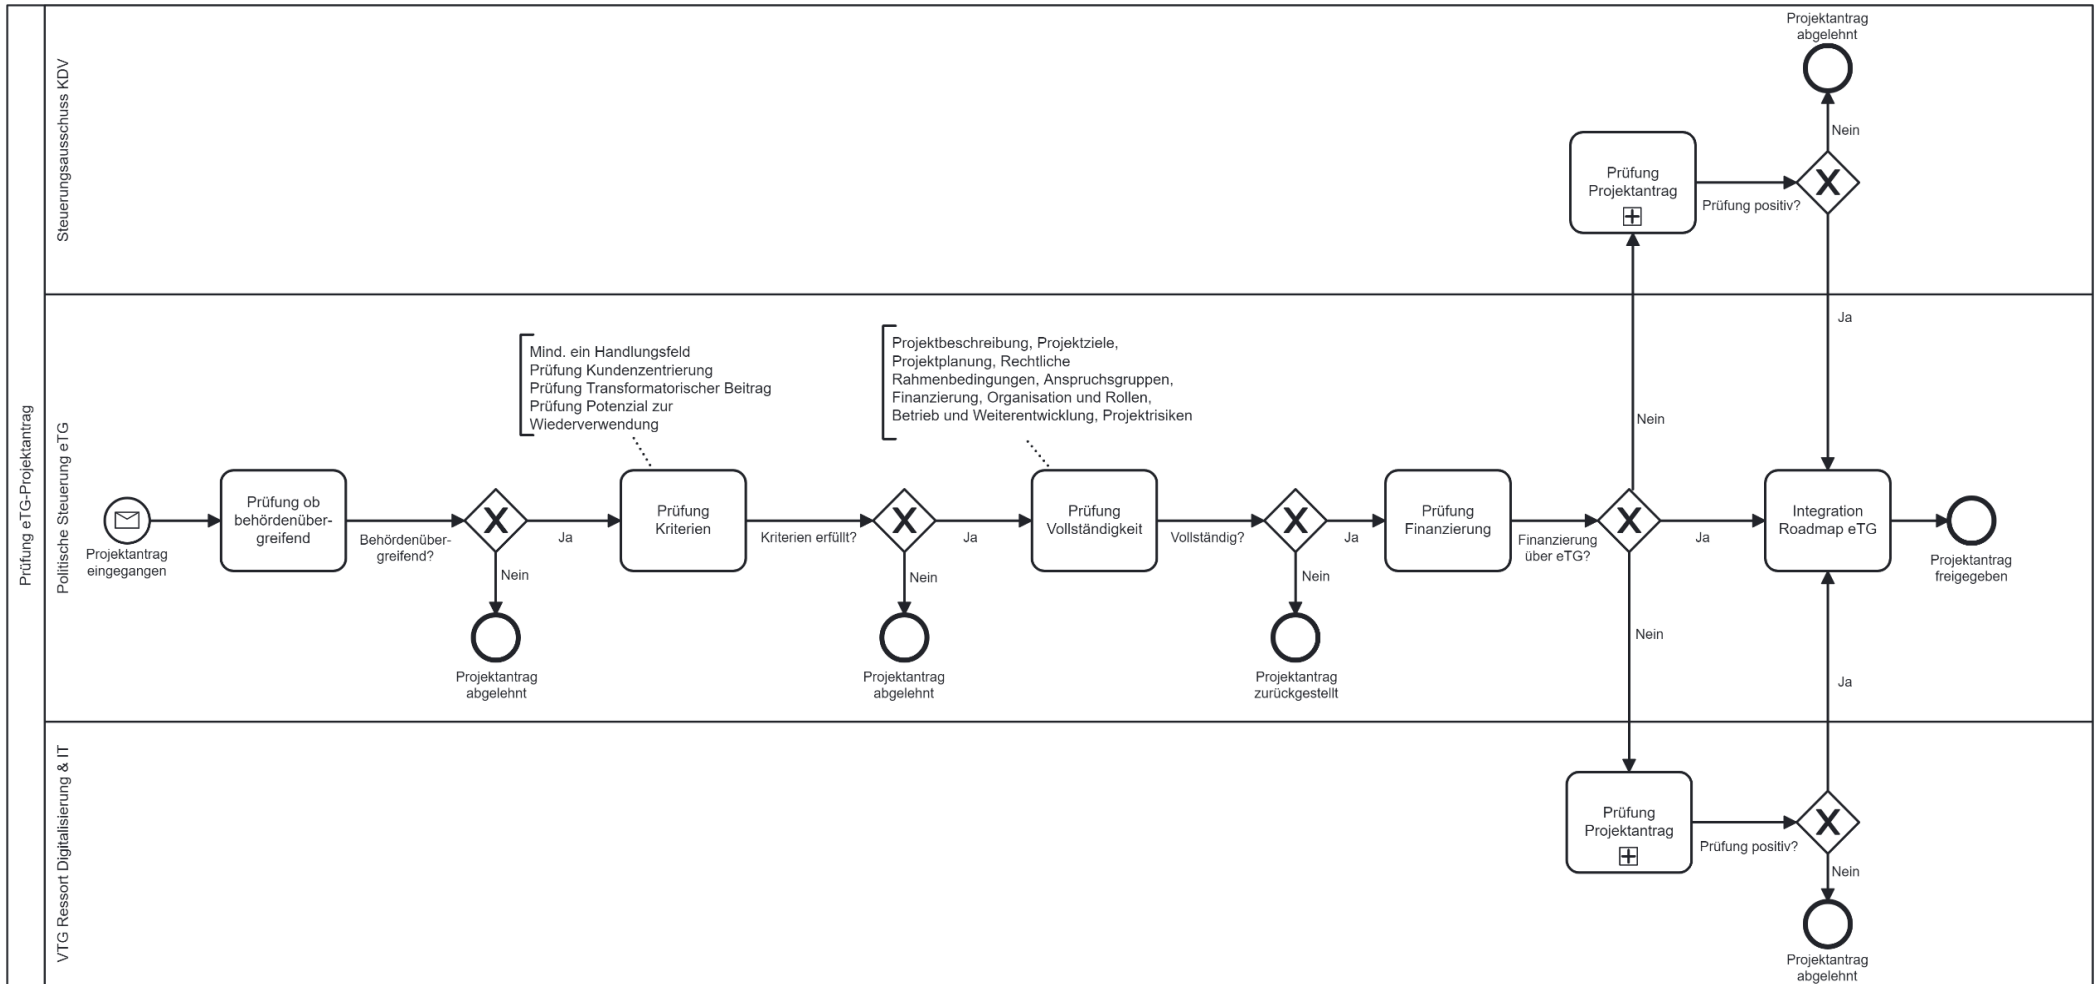 Prüfung eTG-Projektantrag
Steuerungsausschuss KDV
Projektantrag
abgelehnt
Nein
Prüfung
Projektantrag
Prüfung positiv?
Ja
Politische Steuerung eTG
Mind. ein Handlungsfeld
Prüfung Kundenzentrierung
Prüfung Transformatorischer Beitrag
Prüfung Potenzial zur
Wiederverwendung
Projektbeschreibung, Projektziele,
Projektplanung, Rechtliche
Rahmenbedingungen, Anspruchsgruppen,
Finanzierung, Organisation und Rollen,
Betrieb und Weiterentwicklung, Projektrisiken
Nein
Projektantrag
eingegangen
Prüfung ob
behördenüber-
greifend
Behördenüber-
greifend?
Ja
Nein
Projektantrag
abgelehnt
Prüfung
Kriterien
Kriterien erfüllt?
Ja
Nein
Projektantrag
abgelehnt
Prüfung
Vollständigkeit
Vollständig?
Ja
Nein
Projektantrag
zurückgestellt
Prüfung
Finanzierung
Finanzierung
über eTG?
Ja
Nein
Integration
Roadmap eTG
Projektantrag
freigegeben
Ja
VTG Ressort Digitalisierung & IT
Prüfung
Projektantrag
Prüfung positiv?
Nein
Projektantrag
abgelehnt